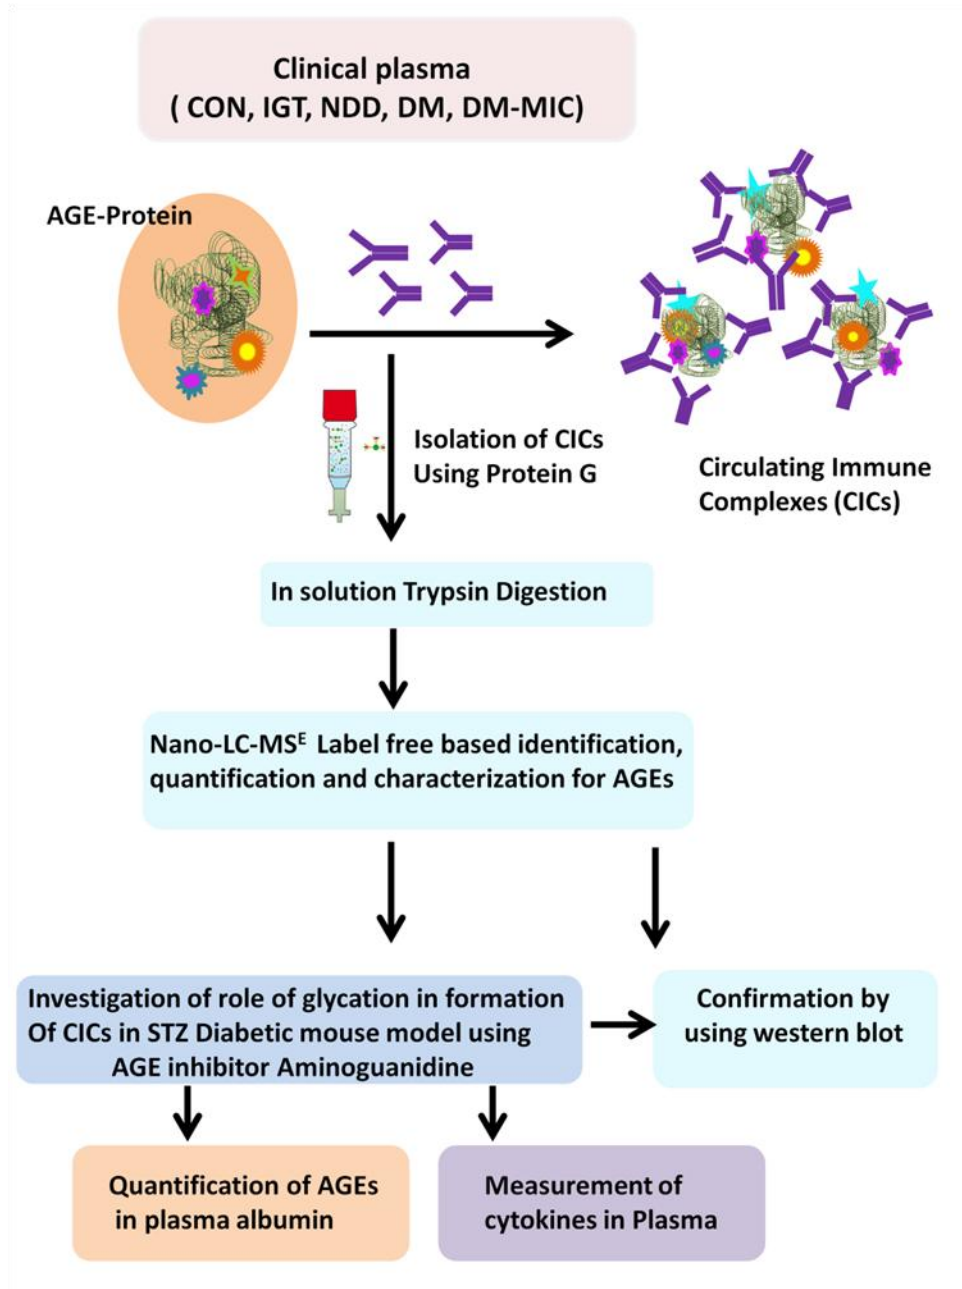 Clinical plasma
( CON, IGT, NDD, DM, DM-MIC)
AGE-Protein
Isolation of CICs
Using Protein G
Circulating Immune
Complexes (CICs)
In solution Trypsin Digestion
Nano-LC-MSᴱ Label free based identification,
quantification and characterization for AGEs
Investigation of role of glycation in formation
Of CICs in STZ Diabetic mouse model using
AGE inhibitor Aminoguanidine
Confirmation by
using western blot
Quantification of AGEs
in plasma albumin
Measurement of
cytokines in Plasma